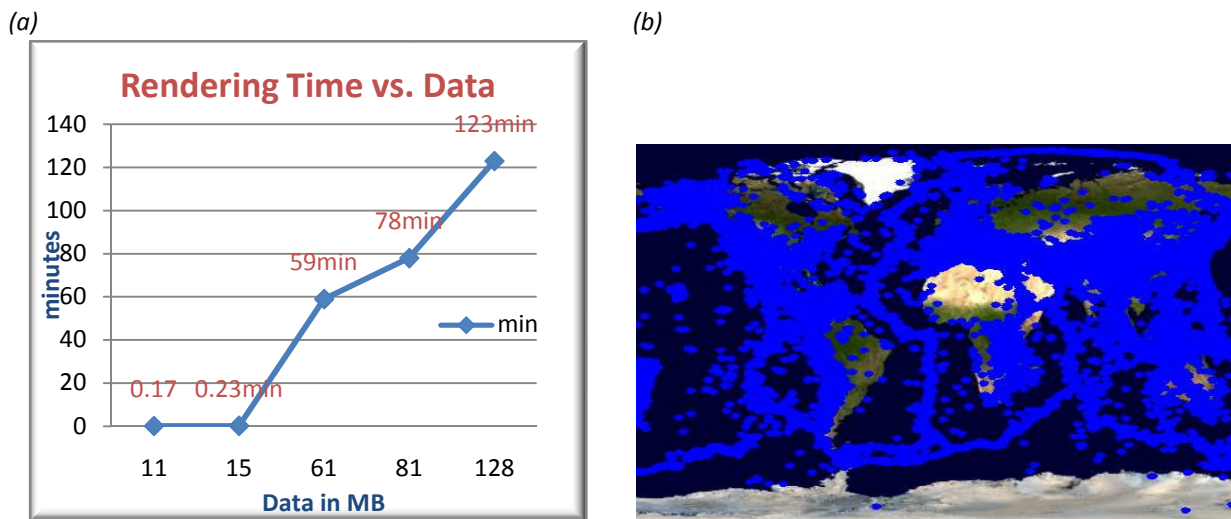 (a)
(b)
Rendering Time vs. Data
140
120
100
80
60
40
20
0
minutes
0.17
0.23min
59min
78min
123min
min
11 15 61 81 128
Data in MB